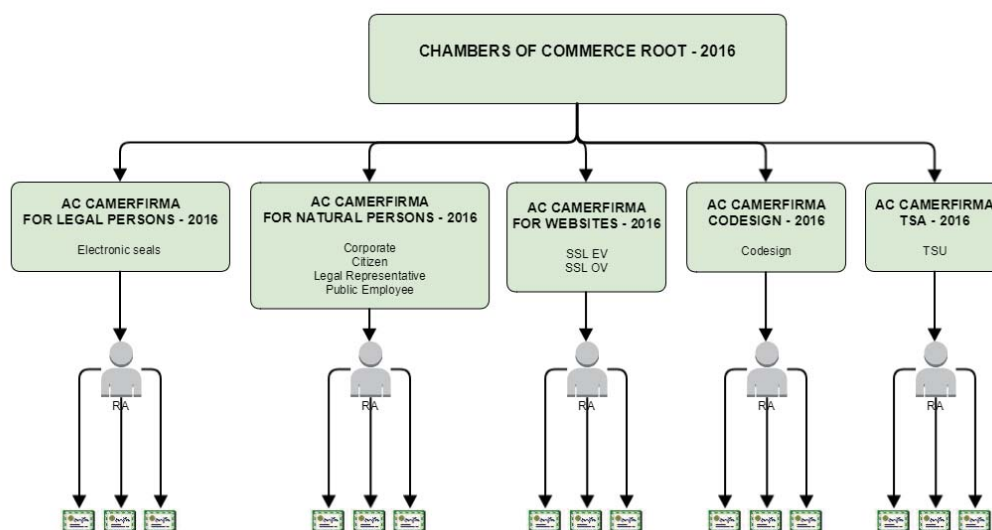 CHAMBERS OF COMMERCE ROOT - 2016
AC CAMERFIRMA
FOR LEGAL PERSONS - 2016
Electronic seals
AC CAMERFIRMA
FOR NATURAL PERSONS - 2016
Corporate
Citizen
Legal Representative
Public Employee
AC CAMERFIRMA
FOR WEBSITES - 2016
SSL EV
SSL OV
AC CAMERFIRMA
CODESIGN - 2016
Codesign
AC CAMERFIRMA
TSA - 2016
TSU
RA
RA
RA
RA
RA